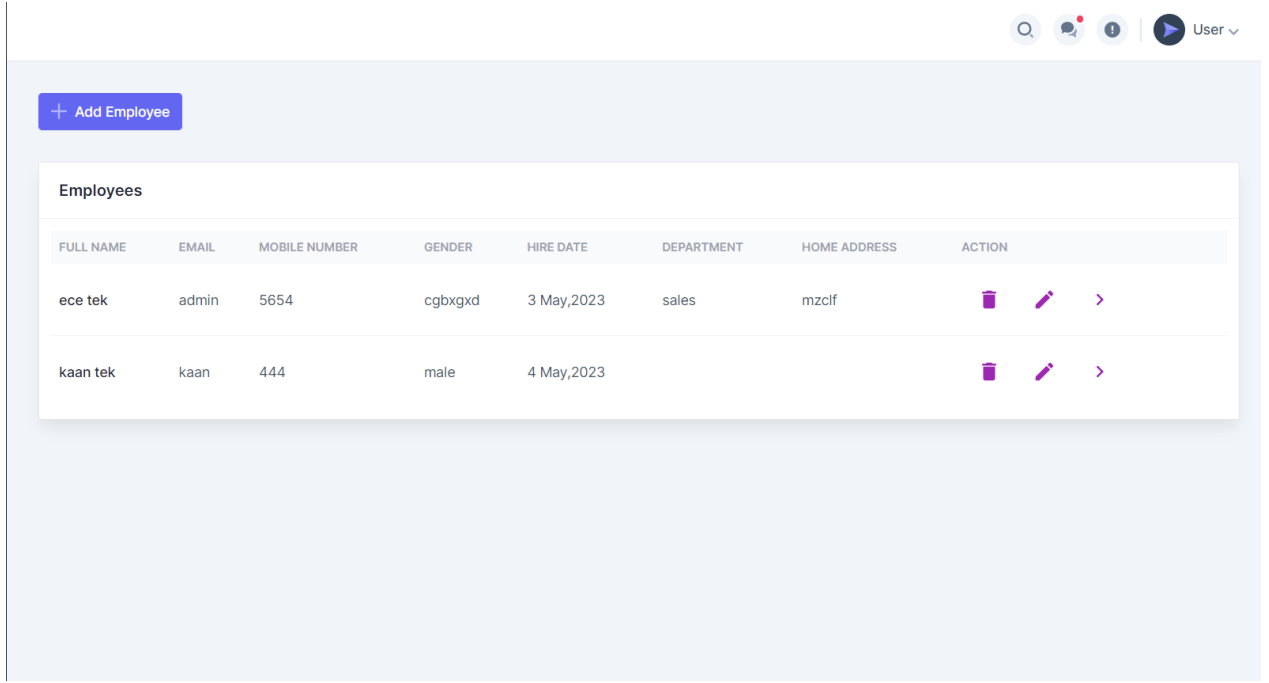 User
Add Employee
Employees
FULL NAME EMAIL MOBILE NUMBER GENDER HIRE DATE DEPARTMENT HOME ADDRESS ACTION
ece tek admin 5654 cgbxgxd 3 May,2023 sales mzclf
kaan tek kaan 444 male 4 May,2023